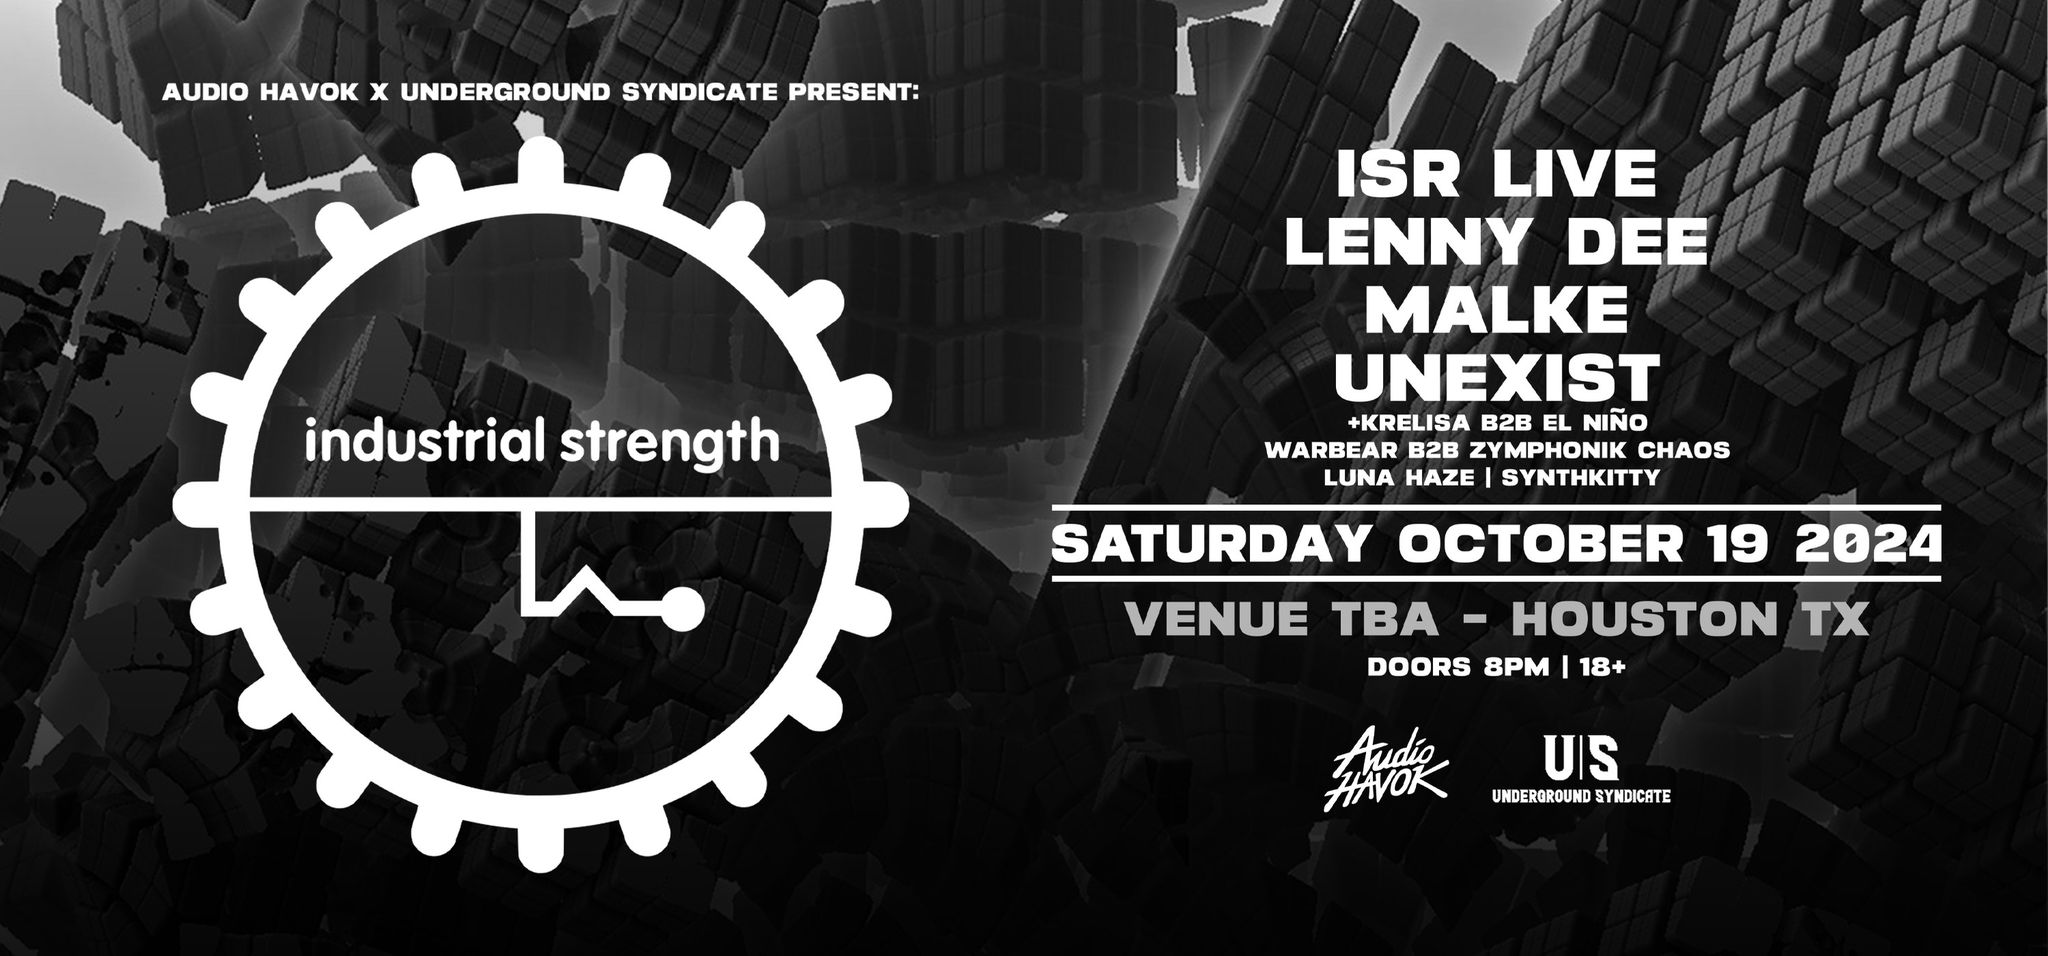 AUDIO HAVOK X UNDERGROUND SYNDICATE PRESENT:
industrial strength
ISR LIVE
LENNY DEE
MALKE
UNEXIST
+KRELISA B2B EL NIÑO
WARBEAR B2B ZYMPHONIK CHAOS
LUNA HAZE | SYNTHKITTY
SATURDAY OCTOBER 19 2024
VENUE TBA - HOUSTON TX
DOORS 8PM | 18+
Audio
HAVOK
U|S
UNDERGROUND SYNDICATE